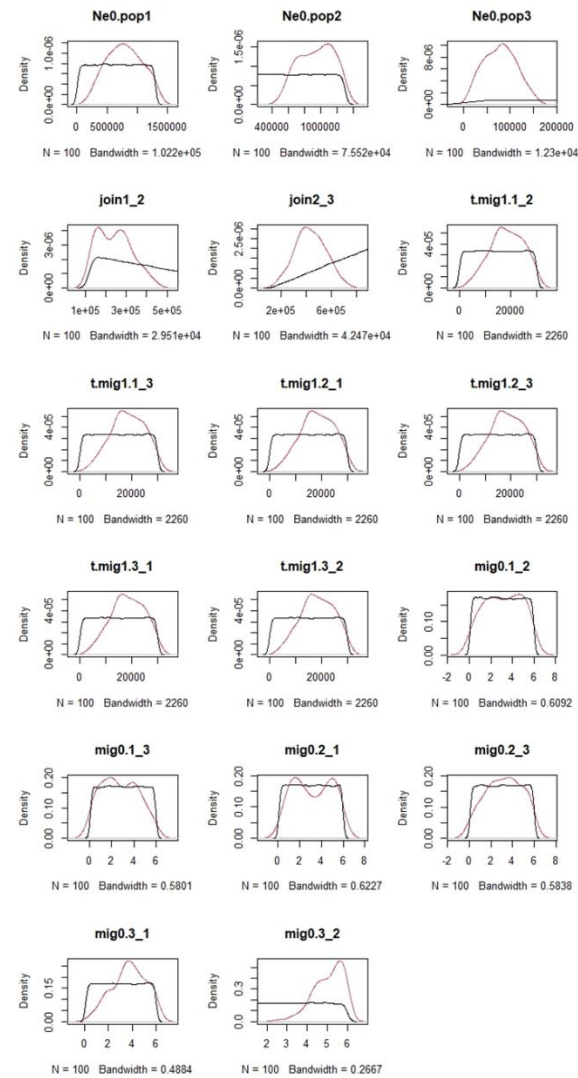 Ne0.pop1
Ne0.pop2
Ne0.pop3
Density
0.0e+00 1.0e-06
0 500000 1500000
N = 100 Bandwidth = 1.022e+05
Density
0.0e+00 1.5e-06
400000 1000000
N = 100 Bandwidth = 7.552e+04
Density
0e+00 8e-06
0 100000 200000
N = 100 Bandwidth = 1.23e+04
join1_2
join2_3
t.mig1.1_2
Density
0e+00 3e-06
1e+05 3e+05 5e+05
N = 100 Bandwidth = 2.951e+04
Density
0.0e+00 2.5e-06
2e+05 6e+05
N = 100 Bandwidth = 4.247e+04
Density
0e+00 4e-05
0 20000
N = 100 Bandwidth = 2260
t.mig1.1_3
t.mig1.2_1
t.mig1.2_3
Density
0e+00 4e-05
0 20000
N = 100 Bandwidth = 2260
Density
0e+00 4e-05
0 20000
N = 100 Bandwidth = 2260
Density
0e+00 4e-05
0 20000
N = 100 Bandwidth = 2260
t.mig1.3_1
t.mig1.3_2
mig0.1_2
Density
0e+00 4e-05
0 20000
N = 100 Bandwidth = 2260
Density
0e+00 4e-05
0 20000
N = 100 Bandwidth = 2260
Density
0.00 0.10
-2 0 2 4 6 8
N = 100 Bandwidth = 0.6092
mig0.1_3
mig0.2_1
mig0.2_3
Density
0.00 0.10 0.20
0 2 4 6
N = 100 Bandwidth = 0.5801
Density
0.00 0.10 0.20
0 2 4 6 8
N = 100 Bandwidth = 0.6227
Density
0.00 0.10 0.20
-2 0 2 4 6 8
N = 100 Bandwidth = 0.5838
mig0.3_1
mig0.3_2
Density
0.00 0.15
0 2 4 6
N = 100 Bandwidth = 0.4884
Density
0.0 0.3
2 3 4 5 6
N = 100 Bandwidth = 0.2667